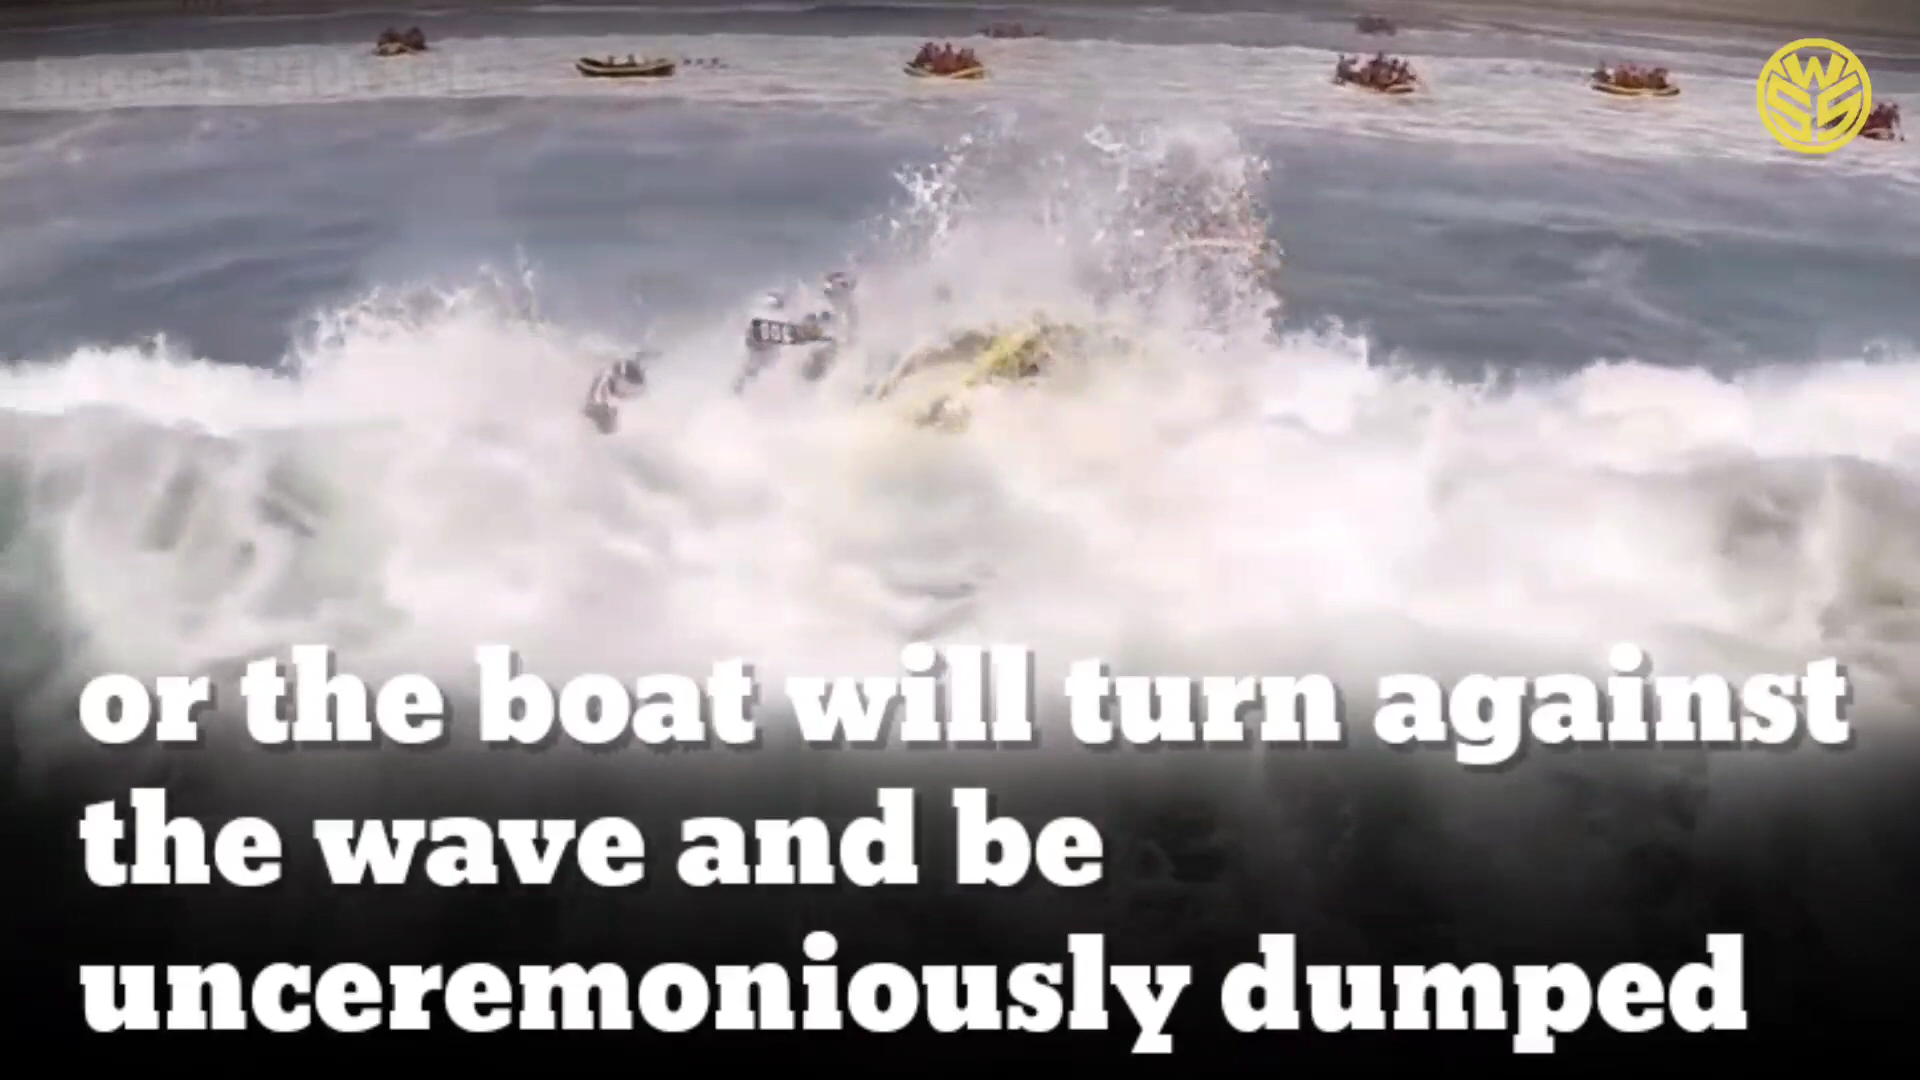 or the boat will turn against
the wave and be
unceremoniously dumped